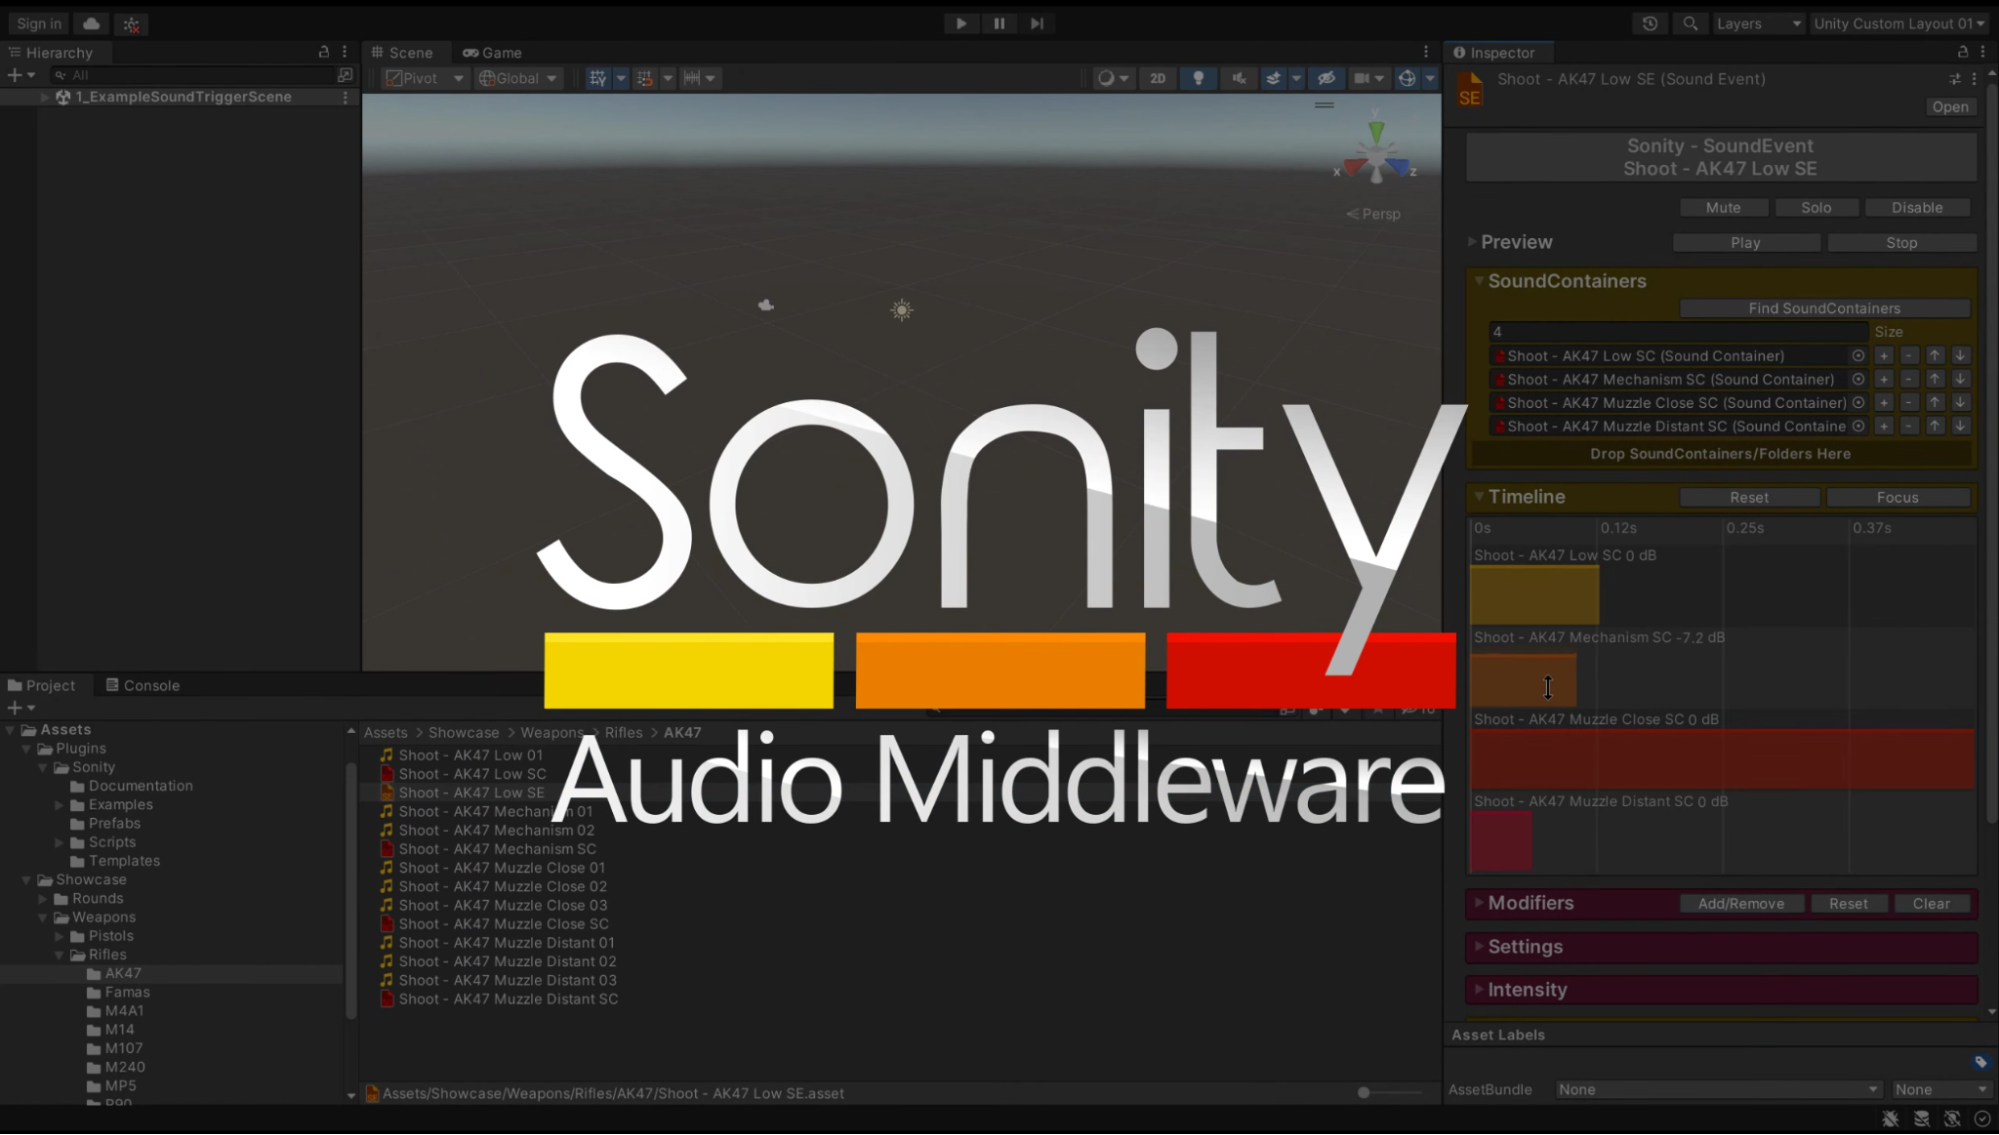 Sign in
Layers
Unity Custom Layout 01
Hierarchy
All
1_ExampleSoundTriggerScene
Scene
Game
Pivot
Global
2D
y
x
z
Persp
Inspector
SE
Shoot - AK47 Low SE (Sound Event)
Open
Sonity - SoundEvent
Shoot - AK47 Low SE
Mute Solo Disable
Preview Play Stop
SoundContainers
Find SoundContainers
4 Size
Shoot - AK47 Low SC (Sound Container)
Shoot - AK47 Mechanism SC (Sound Container)
Shoot - AK47 Muzzle Close SC (Sound Container)
Shoot - AK47 Muzzle Distant SC (Sound Containe
Drop SoundContainers/Folders Here
Timeline Reset Focus
0s 0.12s 0.25s 0.37s
Shoot - AK47 Low SC 0 dB
Shoot - AK47 Mechanism SC -7.2 dB
Shoot - AK47 Muzzle Close SC 0 dB
Shoot - AK47 Muzzle Distant SC 0 dB
Modifiers Add/Remove Reset Clear
Settings
Intensity
Asset Labels
AssetBundle None None
Sonity
Audio Middleware
Project
Console
Assets
Plugins
Sonity
Documentation
Examples
Prefabs
Scripts
Templates
Showcase
Rounds
Weapons
Pistols
Rifles
AK47
Famas
M4A1
M14
M107
M240
MP5
P90
Assets > Showcase > Weapons > Rifles > AK47
Shoot - AK47 Low 01
Shoot - AK47 Low SC
Shoot - AK47 Low SE
Shoot - AK47 Mechanism 01
Shoot - AK47 Mechanism 02
Shoot - AK47 Mechanism SC
Shoot - AK47 Muzzle Close 01
Shoot - AK47 Muzzle Close 02
Shoot - AK47 Muzzle Close 03
Shoot - AK47 Muzzle Close SC
Shoot - AK47 Muzzle Distant 01
Shoot - AK47 Muzzle Distant 02
Shoot - AK47 Muzzle Distant 03
Shoot - AK47 Muzzle Distant SC
Assets/Showcase/Weapons/Rifles/AK47/Shoot - AK47 Low SE.asset